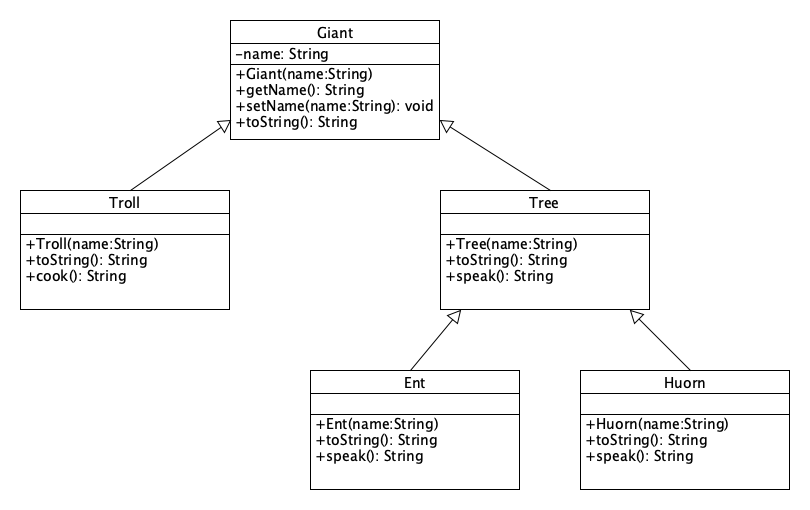 Giant
-name: String
+Giant(name:String)
+getName(): String
+setName(name:String): void
+toString(): String
Troll
+Troll(name:String)
+toString(): String
+cook(): String
Tree
+Tree(name:String)
+toString(): String
+speak(): String
Ent
+Ent(name:String)
+toString(): String
+speak(): String
Huorn
+Huorn(name:String)
+toString(): String
+speak(): String